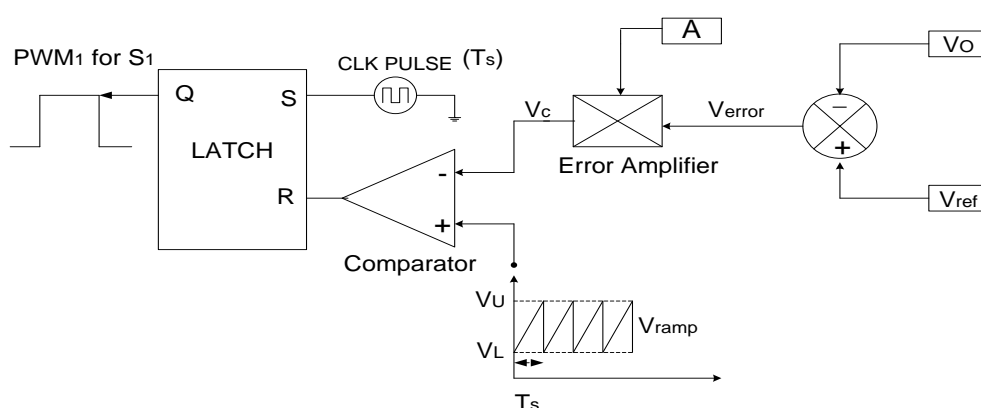 PWM1 for S1
CLK PULSE (Ts)
A
VO
Q
S
LATCH
R
Vc
Verror
−
+
Error Amplifier
Vref
-
+
Comparator
VU
Vramp
VL
Ts